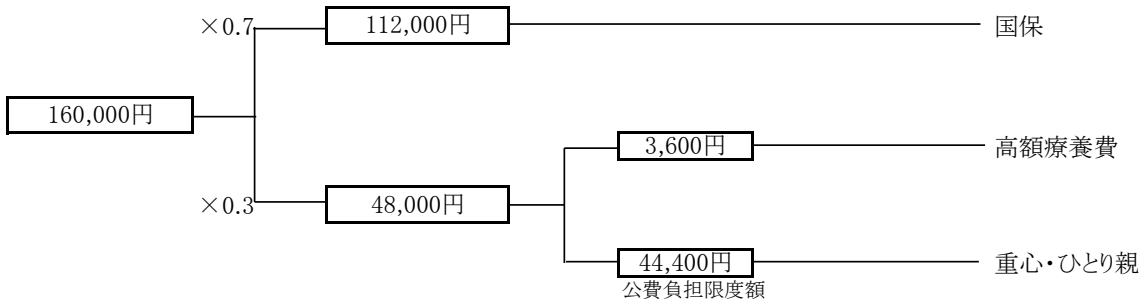 ×0.7
112,000円
国保
160,000円
3,600円
高額療養費
×0.3
48,000円
44,400円
重心・ひとり親
公費負担限度額